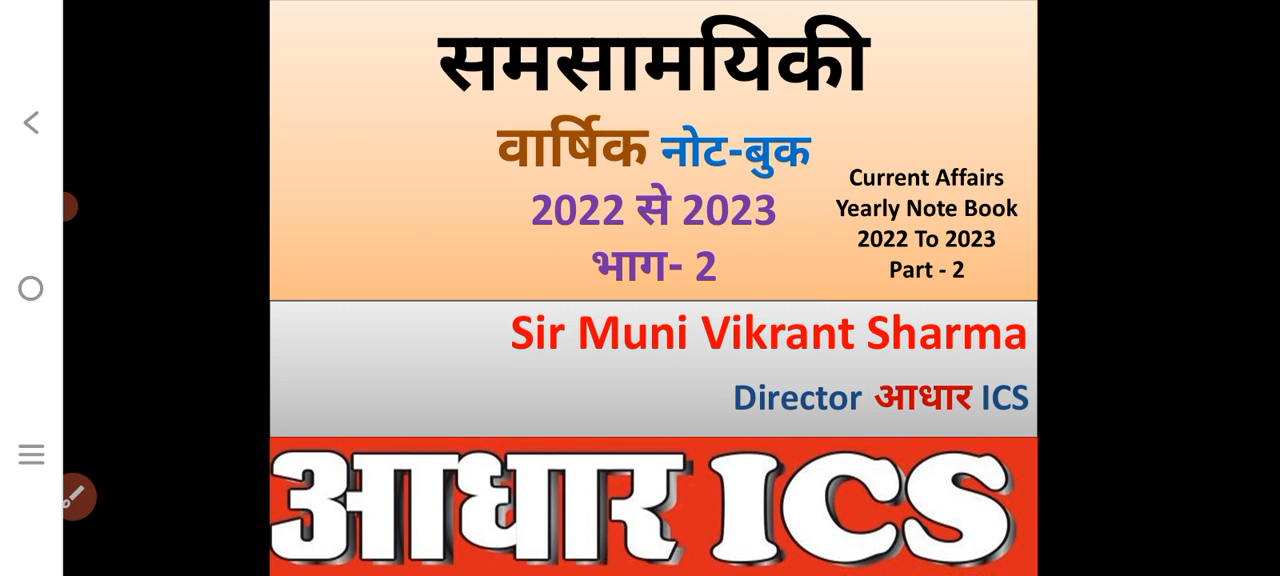 समसामयिकी
वार्षिक नोट-बुक
2022 से 2023
भाग- 2
Current Affairs
Yearly Note Book
2022 To 2023
Part - 2
Sir Muni Vikrant Sharma
Director आधार ICS
आधार ICS